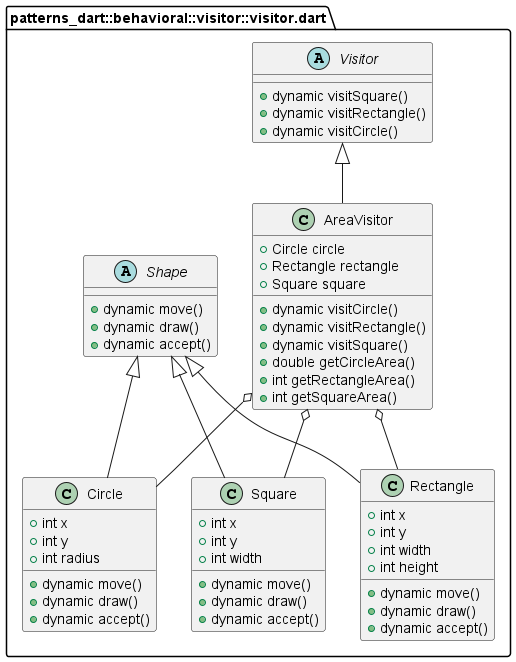 patterns_dart::behavioral::visitor::visitor.dart
A Visitor
dynamic visitSquare()
dynamic visitRectangle()
dynamic visitCircle()
C AreaVisitor
Circle circle
Rectangle rectangle
Square square
dynamic visitCircle()
dynamic visitRectangle()
dynamic visitSquare()
double getCircleArea()
int getRectangleArea()
int getSquareArea()
A Shape
dynamic move()
dynamic draw()
dynamic accept()
C Circle
int x
int y
int radius
dynamic move()
dynamic draw()
dynamic accept()
C Square
int x
int y
int width
dynamic move()
dynamic draw()
dynamic accept()
C Rectangle
int x
int y
int width
int height
dynamic move()
dynamic draw()
dynamic accept()